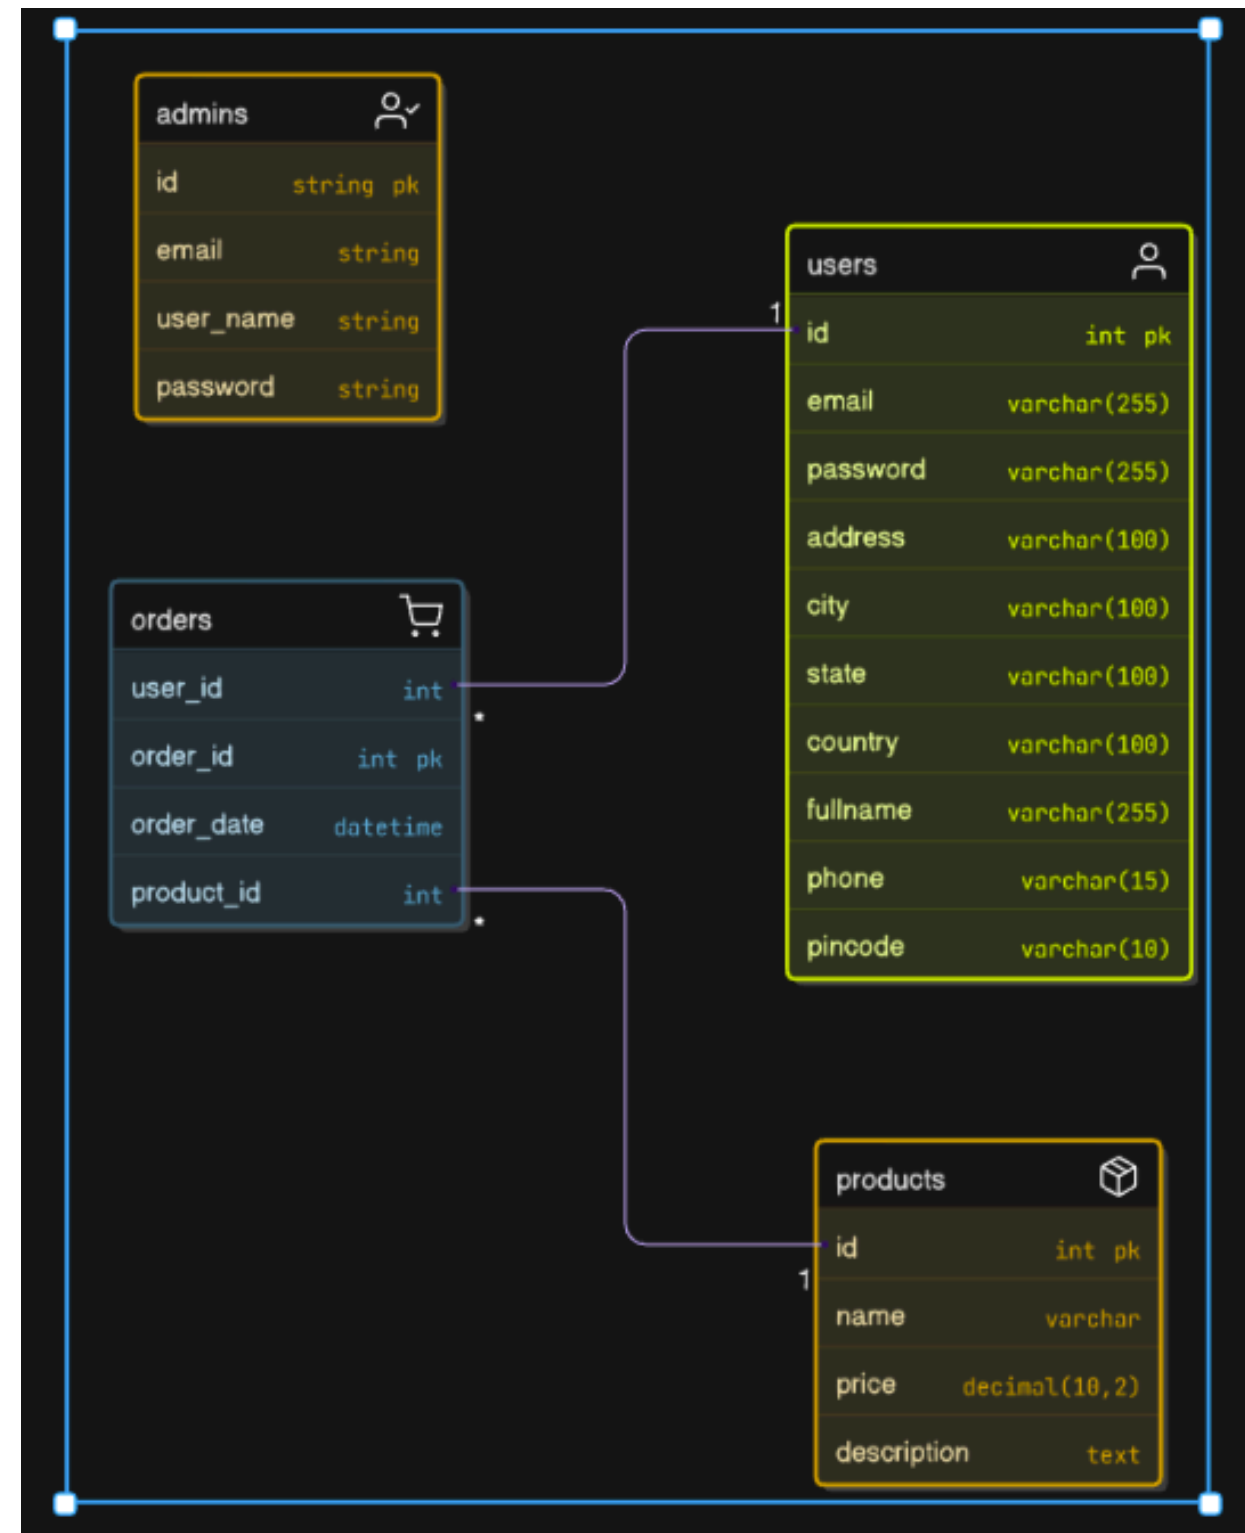 admins
id string pk
email string
user_name string
password string
users
1
id int pk
email varchar(255)
password varchar(255)
address varchar(100)
city varchar(100)
state varchar(100)
country varchar(100)
fullname varchar(255)
phone varchar(15)
pincode varchar(10)
orders
user_id int
*
order_id int pk
order_date datetime
product_id int
*
products
id int pk
1
name varchar
price decimal(10,2)
description text